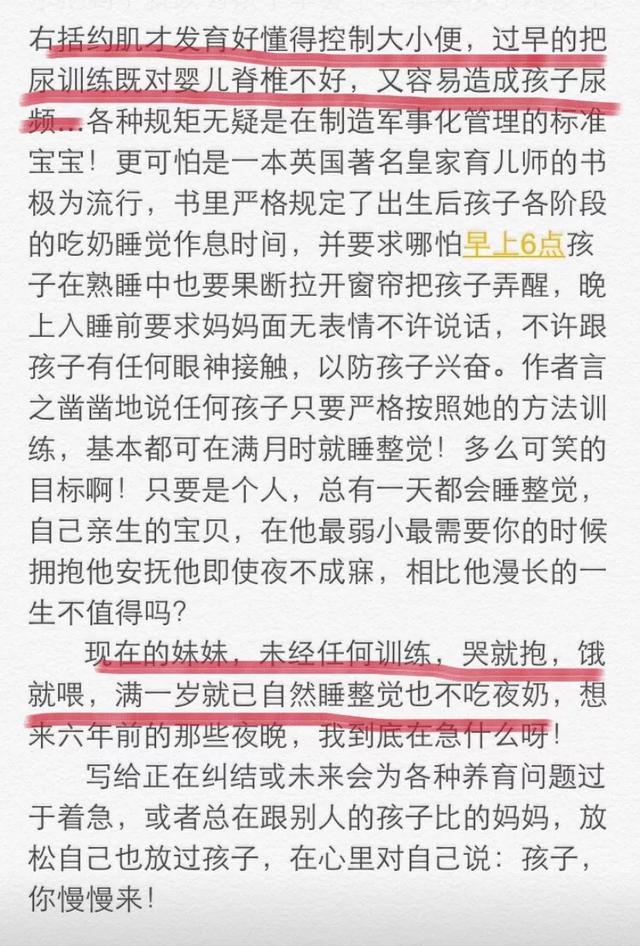 右括约肌才发育好懂得控制大小便，过早的把
尿训练既对婴儿脊椎不好，又容易造成孩子尿
频…各种规矩无疑是在制造军事化管理的标准
宝宝！更可怕是一本英国著名皇家育儿师的书
极为流行，书里严格规定了出生后孩子各阶段
的吃奶睡觉作息时间，并要求哪怕早上6点孩
子在熟睡中也要果断拉开窗帘把孩子弄醒，晚
上入睡前要求妈妈面无表情不许说话，不许跟
孩子有任何眼神接触，以防孩子兴奋。作者言
之凿凿地说任何孩子只要严格按照她的方法训
练，基本都可在满月时就睡整觉！多么可笑的
目标啊！只要是个人，总有一天都会睡整觉，
自己亲生的宝贝，在他最弱小最需要你的时候
拥抱他安抚他即使夜不成寐，相比他漫长的一
生不值得吗？
现在的妹妹，未经任何训练，哭就抱，饿
就喂，满一岁就已自然睡整觉也不吃夜奶，想
来六年前的那些夜晚，我到底在急什么呀！
写给正在纠结或未来会为各种养育问题过
于着急，或者总在跟别人的孩子比的妈妈，放
松自己也放过孩子，在心里对自己说：孩子，
你慢慢来！